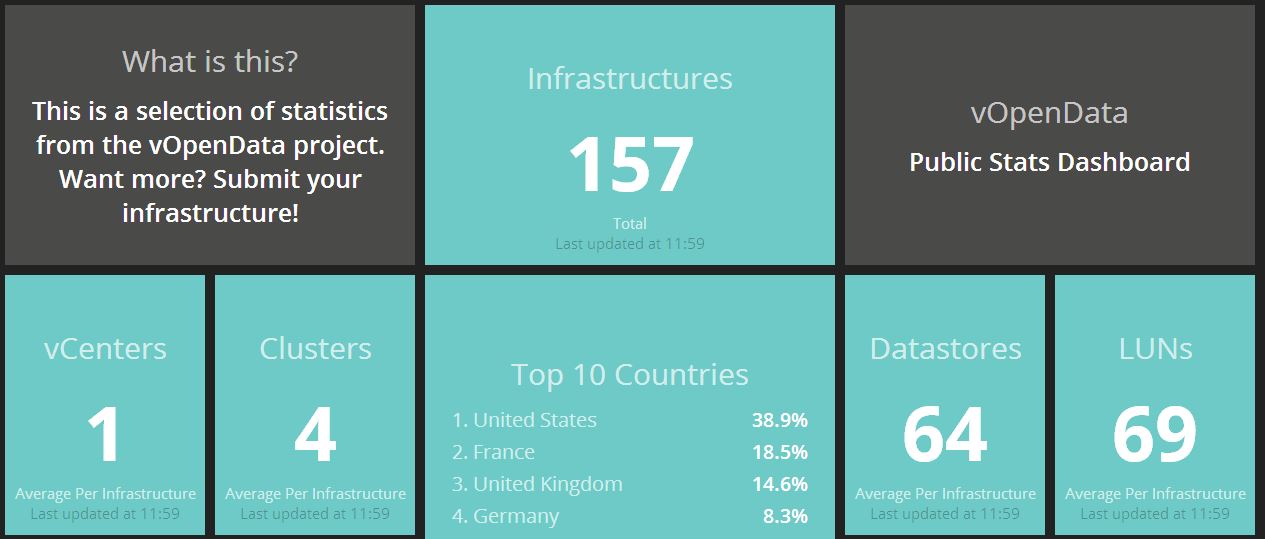 What is this?
This is a selection of statistics
from the vOpenData project.
Want more? Submit your
infrastructure!
Infrastructures
157
Total
Last updated at 11:59
vOpenData
Public Stats Dashboard
vCenters
1
Average Per Infrastructure
Last updated at 11:59
Clusters
4
Average Per Infrastructure
Last updated at 11:59
Top 10 Countries
1. United States 38.9%
2. France 18.5%
3. United Kingdom 14.6%
4. Germany 8.3%
Datastores
64
Average Per Infrastructure
Last updated at 11:59
LUNs
69
Average Per Infrastructure
Last updated at 11:59